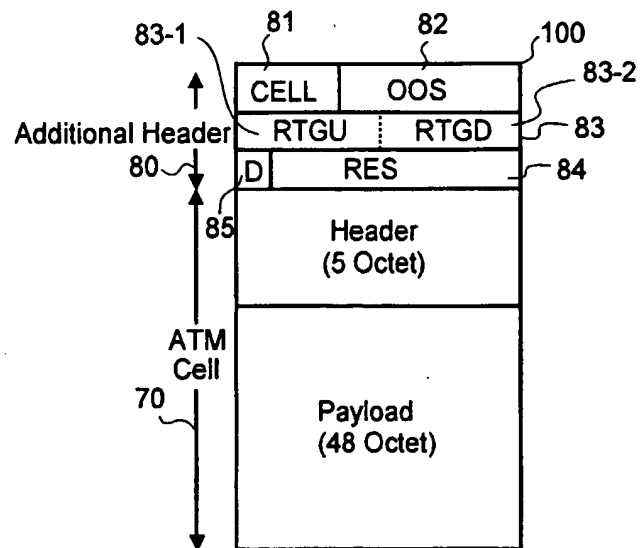 81 82 100
83-1 83-2
CELL OOS
Additional Header RTGU RTGD 83
80 D RES 84
85
Header
(5 Octet)
ATM
Cell
70
Payload
(48 Octet)